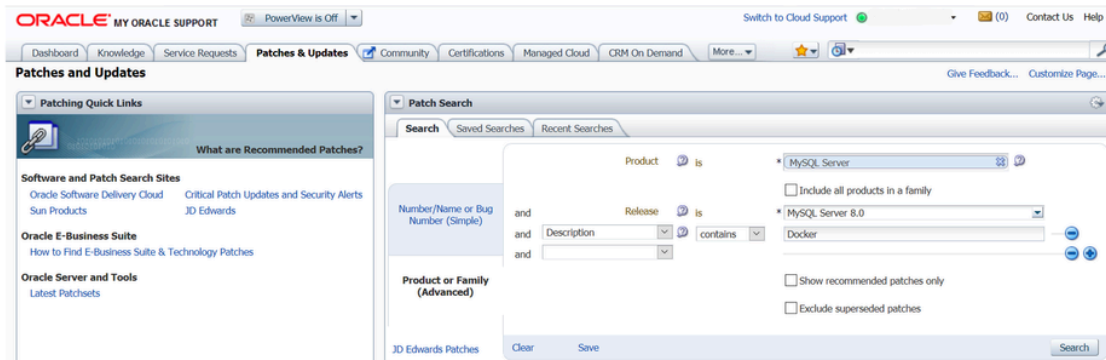 ORACLE MY ORACLE SUPPORT PowerView is Off Switch to Cloud Support (0) Contact Us Help
Dashboard Knowledge Service Requests Patches & Updates Community Certifications Managed Cloud CRM On Demand More...
Patches and Updates Give Feedback... Customize Page...
Patching Quick Links
What are Recommended Patches?
Software and Patch Search Sites
Oracle Software Delivery Cloud Critical Patch Updates and Security Alerts
Sun Products JD Edwards
Oracle E-Business Suite
How to Find E-Business Suite & Technology Patches
Oracle Server and Tools
Latest Patchsets
Patch Search
Search Saved Searches Recent Searches
Number/Name or Bug
Number (Simple)
Product or Family
(Advanced)
JD Edwards Patches
Product is * MySQL Server
Include all products in a family
and Release is * MySQL Server 8.0
and Description contains Docker
and
Show recommended patches only
Exclude superseded patches
Clear Save Search